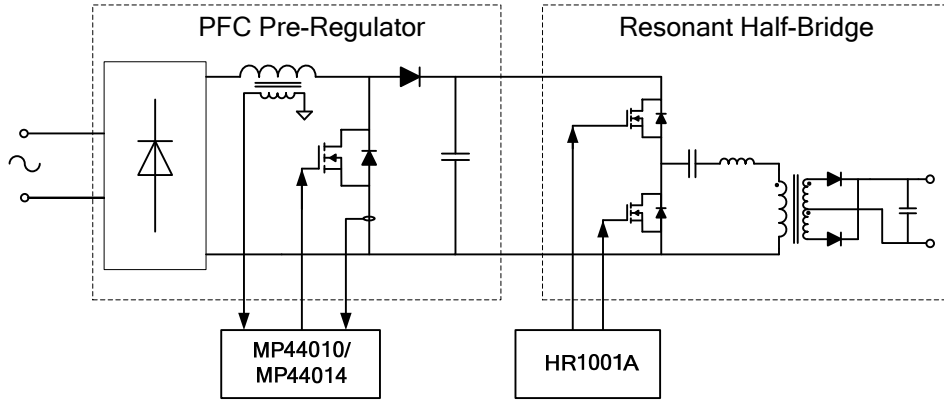 PFC Pre-Regulator
Resonant Half-Bridge
MP44010/
MP44014
HR1001A